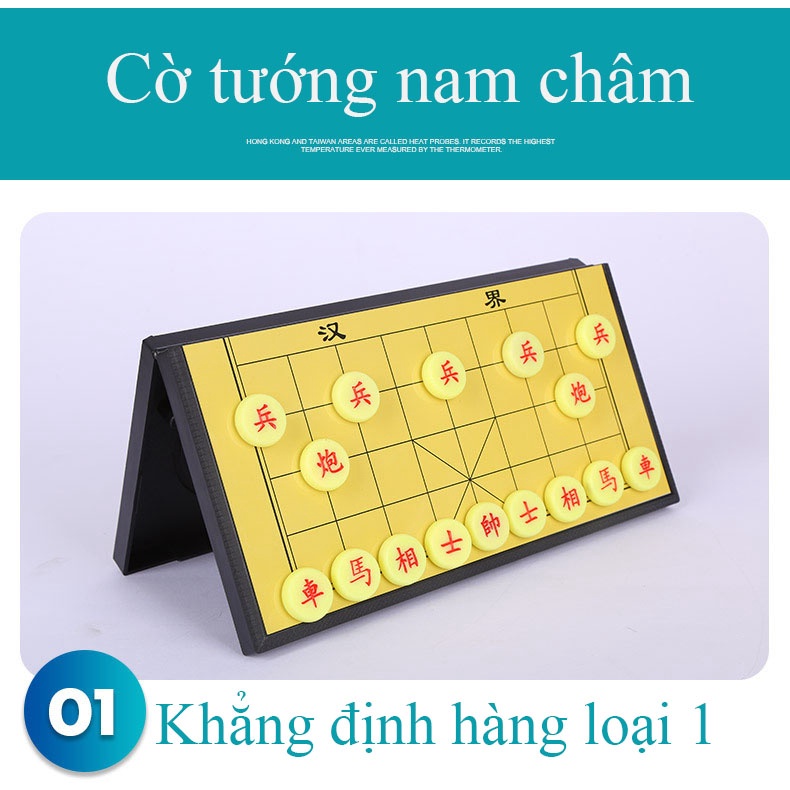 Cờ tướng nam châm
HONG KONG AND TAIWAN AREAS ARE CALLED HEAT PROBES. IT RECORDS THE HIGHEST
TEMPERATURE EVER MEASURED BY THE THERMOMETER.
汉 界
兵 兵 兵 兵 兵
炮 炮
車 馬 相 士 帥 士 相 馬 車
01
Khẳng định hàng loại 1